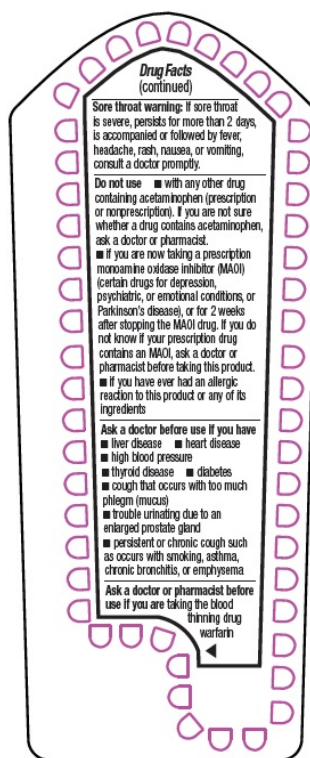 Drug Facts
(continued)
Sore throat warning: If sore throat
is severe, persists for more than 2 days,
is accompanied or followed by fever,
headache, rash, nausea, or vomiting,
consult a doctor promptly.
Do not use ■ with any other drug
containing acetaminophen (prescription
or nonprescription). If you are not sure
whether a drug contains acetaminophen,
ask a doctor or pharmacist.
■ if you are now taking a prescription
monoamine oxidase inhibitor (MAOI)
(certain drugs for depression,
psychiatric, or emotional conditions, or
Parkinson's disease), or for 2 weeks
after stopping the MAOI drug. If you do
not know if your prescription drug
contains an MAOI, ask a doctor or
pharmacist before taking this product.
■ if you have ever had an allergic
reaction to this product or any of its
ingredients
Ask a doctor before use if you have
■ liver disease ■ heart disease
■ high blood pressure
■ thyroid disease ■ diabetes
■ cough that occurs with too much
phlegm (mucus)
■ trouble urinating due to an
enlarged prostate gland
■ persistent or chronic cough such
as occurs with smoking, asthma,
chronic bronchitis, or emphysema
Ask a doctor or pharmacist before
use if you are taking the blood
thinning drug
warfarin